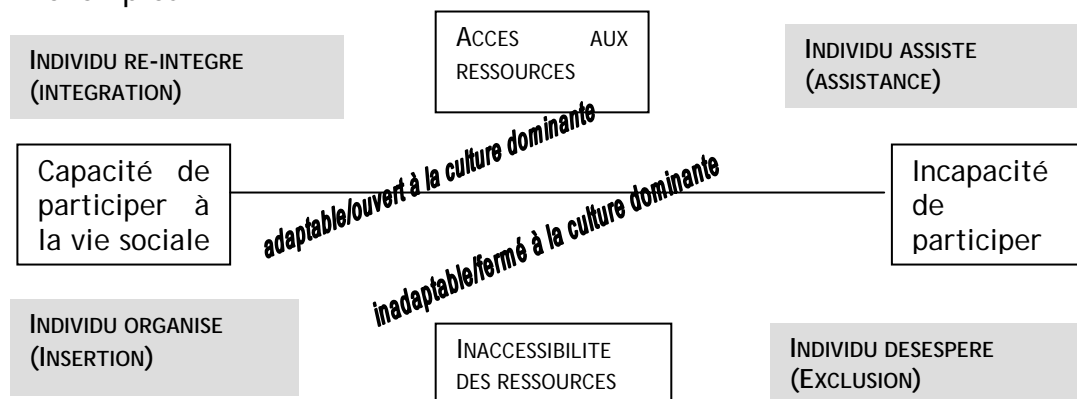 ACCES AUX
RESSOURCES
INDIVIDU RE-INTEGRE
(INTEGRATION)
INDIVIDU ASSISTE
(ASSISTANCE)
adaptable/ouvert à la culture dominante
Capacité de
participer à
la vie sociale
Incapacité
de
participer
inadaptable/fermé à la culture dominante
INDIVIDU ORGANISE
(INSERTION)
INACCESSIBILITE
DES RESSOURCES
INDIVIDU DESESPERE
(EXCLUSION)